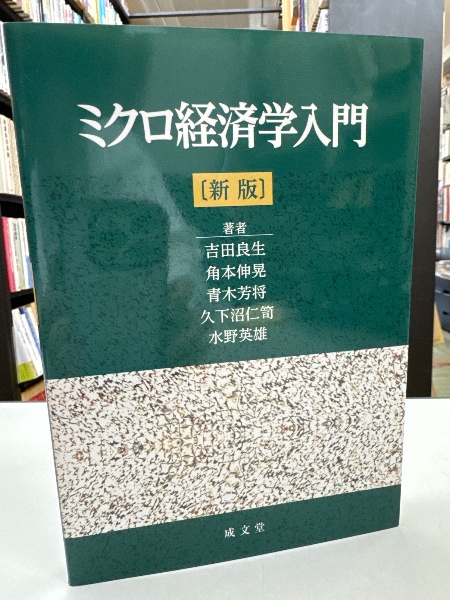 ミクロ経済学入門
［新版］
著者
吉田良生
角本伸晃
青木芳将
久下沼仁笥
水野英雄
成文堂